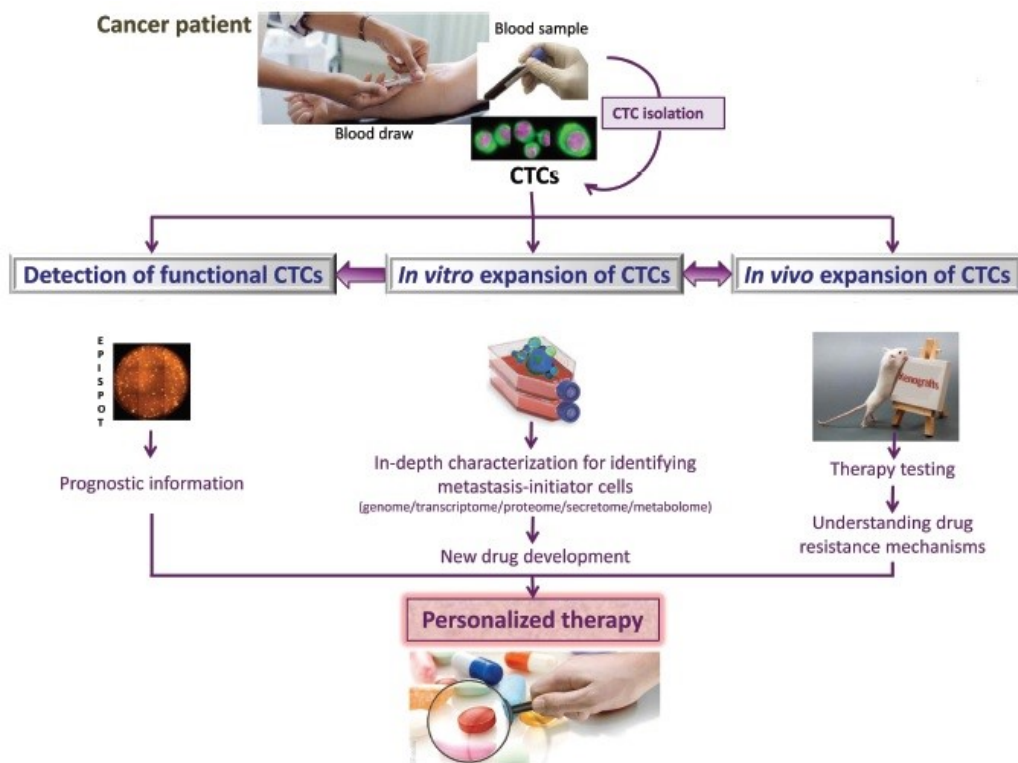 Cancer patient
Blood sample
CTC isolation
Blood draw
CTCs
Detection of functional CTCs
In vitro expansion of CTCs
In vivo expansion of CTCs
EPISPOT
Xenografts
Prognostic information
In-depth characterization for identifying
metastasis-initiator cells
(genome/transcriptome/proteome/secretome/metabolome)
New drug development
Therapy testing
Understanding drug
resistance mechanisms
Personalized therapy